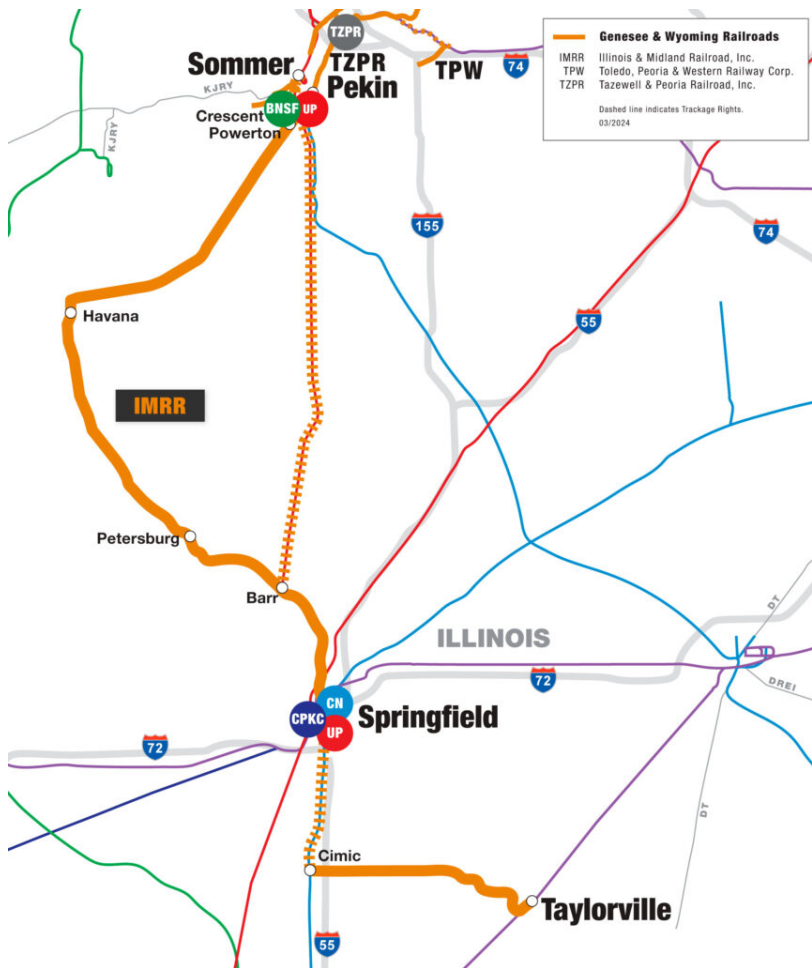 Genesee & Wyoming Railroads
IMRR Illinois & Midland Railroad, Inc.
TPW Toledo, Peoria & Western Railway Corp.
TZPR Tazewell & Peoria Railroad, Inc.
Dashed line indicates Trackage Rights.
03/2024
TZPR
TZPR
TPW
74
Sommer
Pekin
KJRY
BNSF
UP
Crescent
Powerton
KJRY
155
74
Havana
55
IMRR
Petersburg
Barr
DT
ILLINOIS
72
DREI
CN
CPKC
UP
Springfield
72
DT
Cimic
Taylorville
55